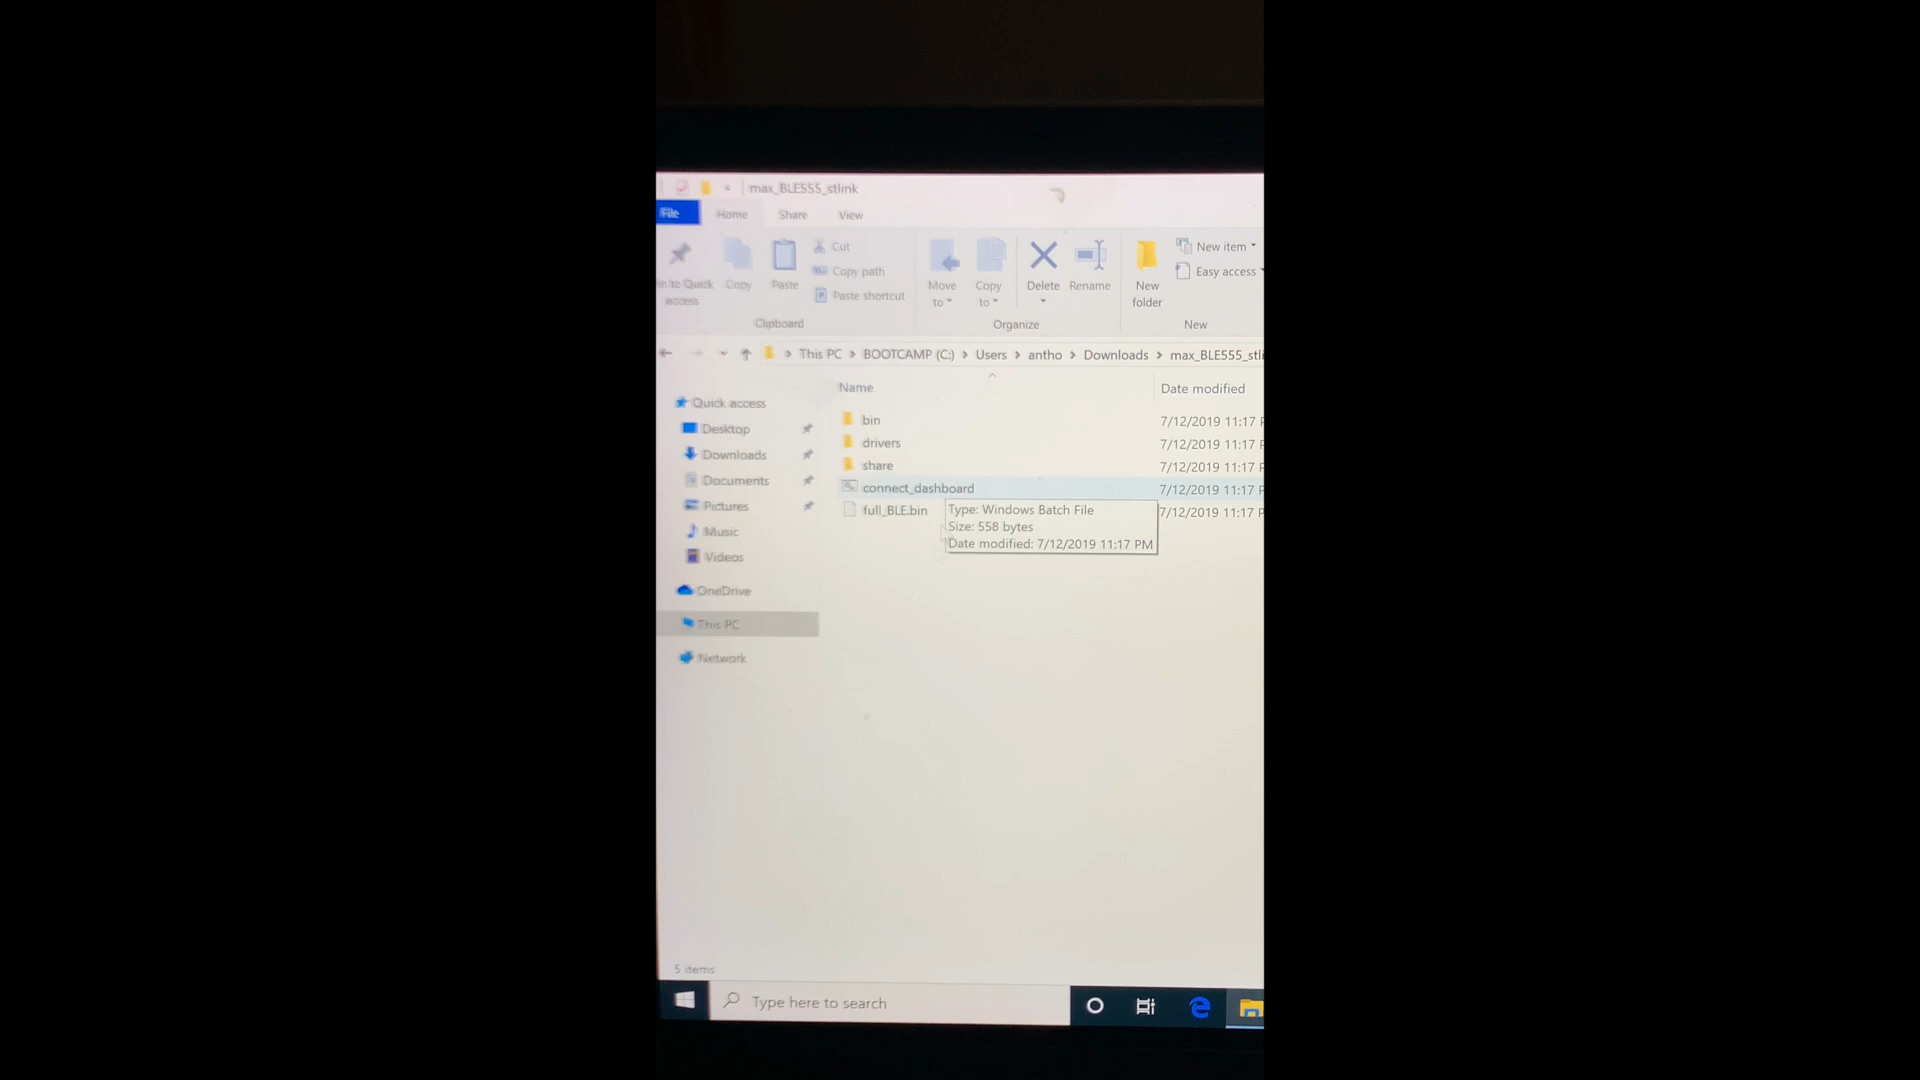 max_BLE555_stlink
File Home Share View
Copy
Paste
Cut
Copy path
Paste shortcut
Move to
Copy to
Delete
Rename
New folder
New item
Easy access
access
Clipboard
Organize
New
This PC > BOOTCAMP (C:) > Users > antho > Downloads > max_BLE555_stli
Name
Date modified
Quick access
Desktop
Downloads
Documents
Pictures
Music
Videos
OneDrive
This PC
Network
bin 7/12/2019 11:17 P
drivers 7/12/2019 11:17 P
share 7/12/2019 11:17 P
connect_dashboard 7/12/2019 11:17 P
full_BLE.bin 7/12/2019 11:17 P
Type: Windows Batch File
Size: 558 bytes
Date modified: 7/12/2019 11:17 PM
5 items
Type here to search